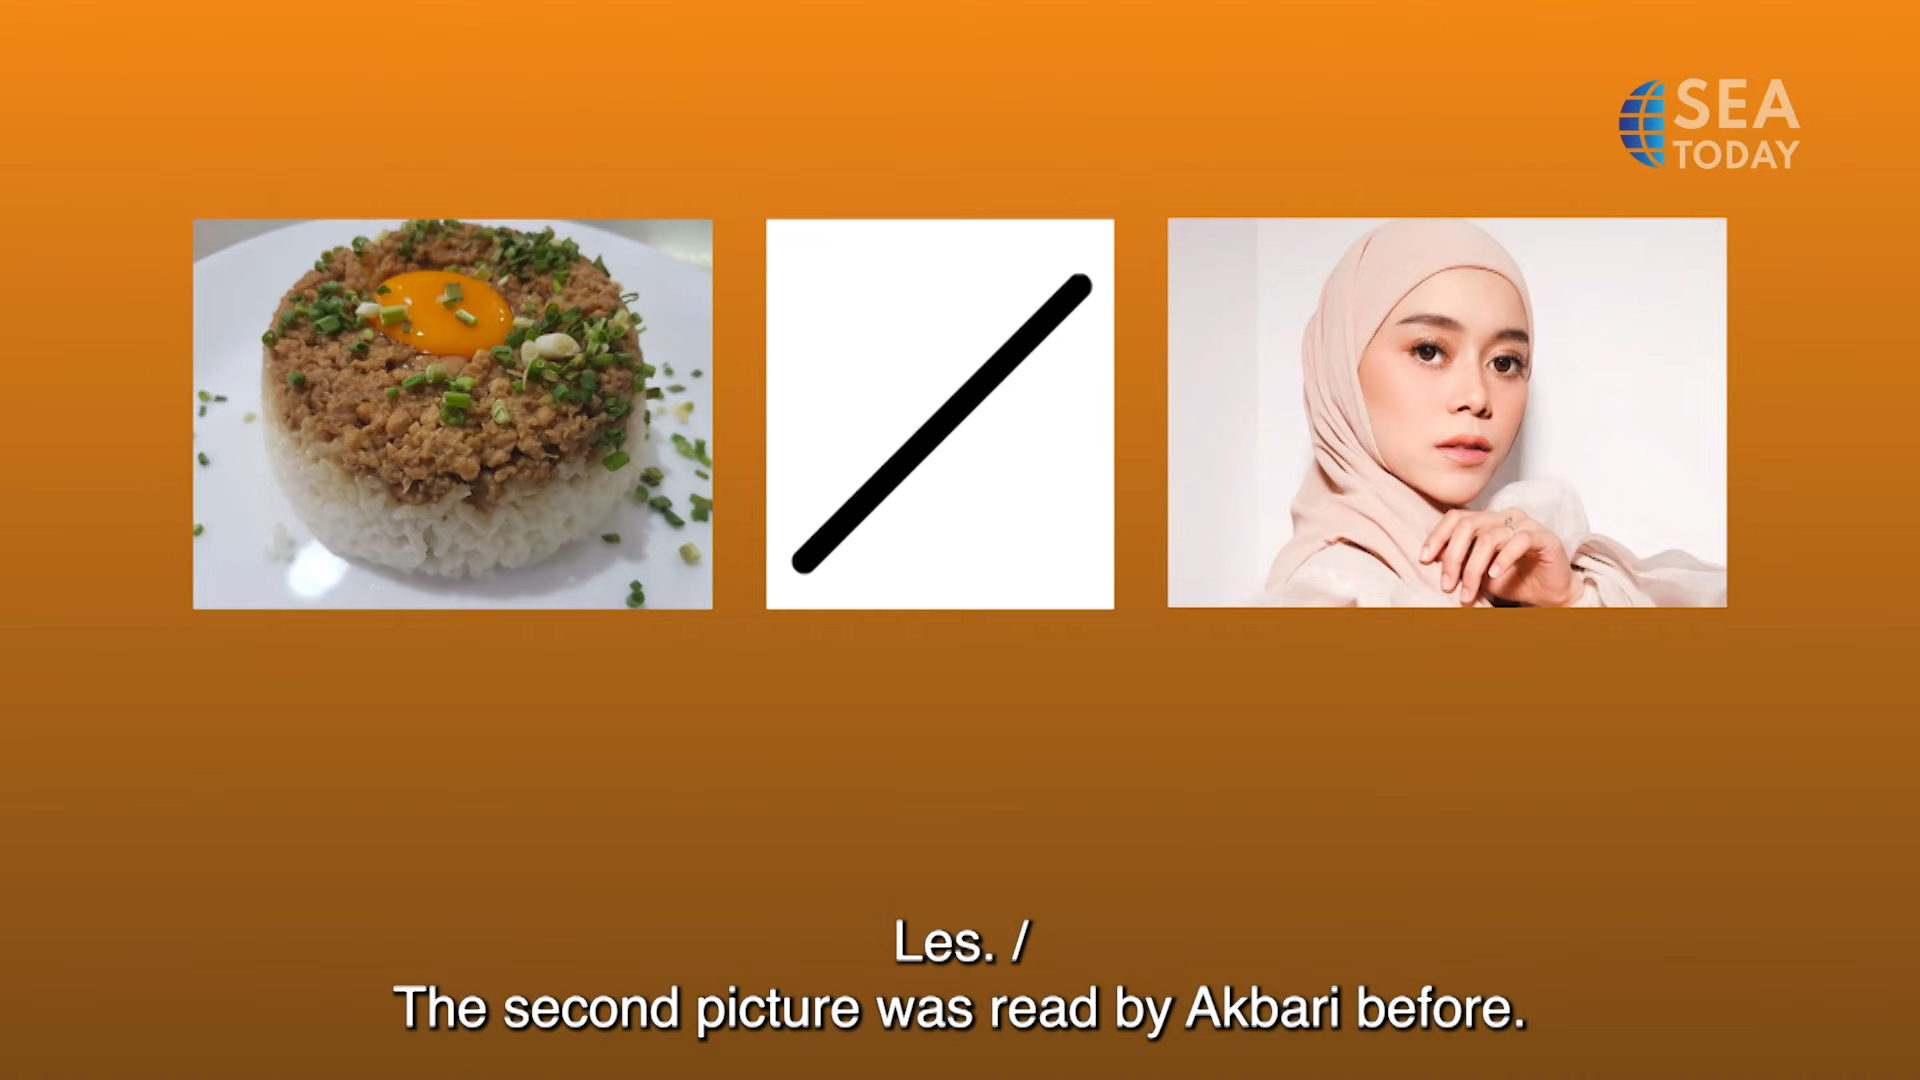 SEA
TODAY
Les. /
The second picture was read by Akbari before.